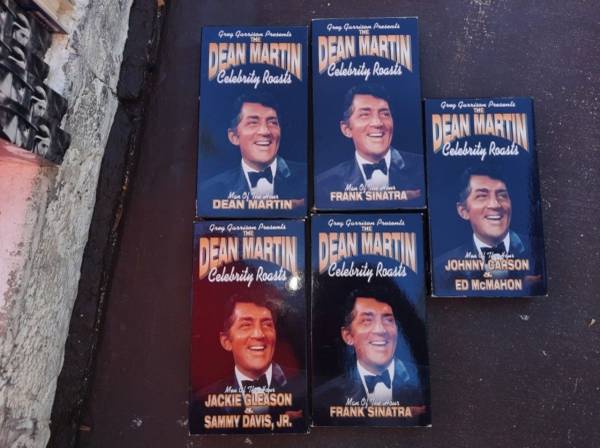 Greg Garrison Presents
THE
DEAN MARTIN
Celebrity Roasts
Man Of The Hour
DEAN MARTIN
Greg Garrison Presents
THE
DEAN MARTIN
Celebrity Roasts
Man Of The Hour
FRANK SINATRA
Greg Garrison Presents
THE
DEAN MARTIN
Celebrity Roasts
Men Of The Hour
JOHNNY CARSON
&
ED McMAHON
Greg Garrison Presents
THE
DEAN MARTIN
Celebrity Roasts
Men Of The Hour
JACKIE GLEASON
&
SAMMY DAVIS, JR.
Greg Garrison Presents
THE
DEAN MARTIN
Celebrity Roasts
Man Of The Hour
FRANK SINATRA